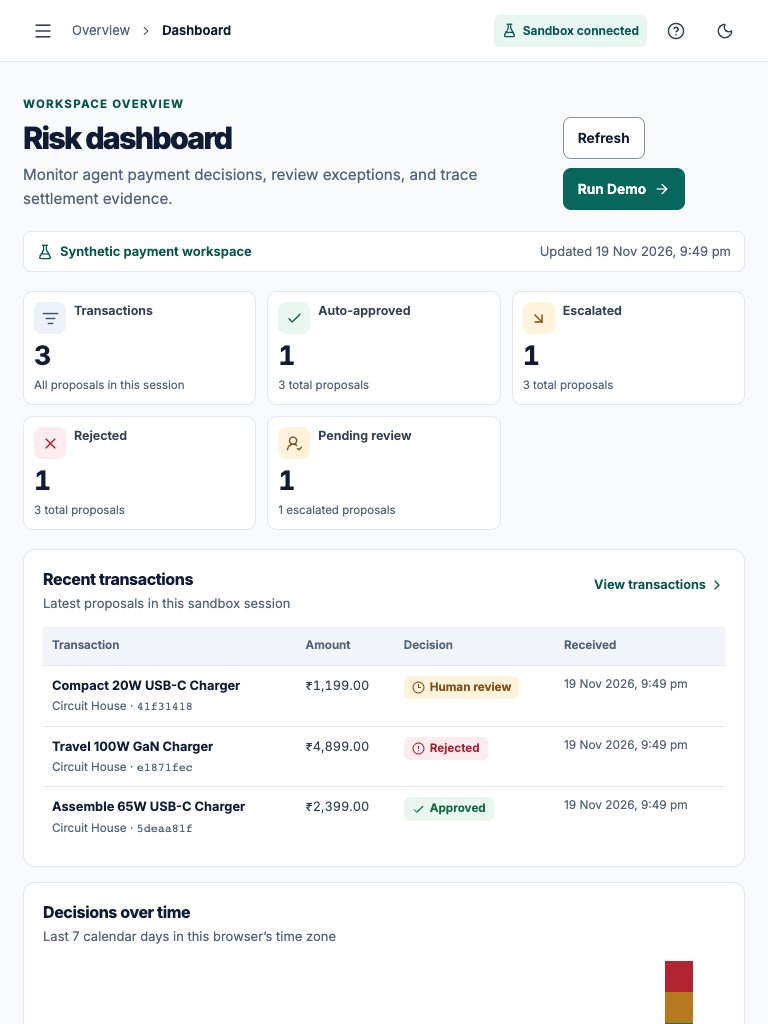 Overview > Dashboard
Sandbox connected
WORKSPACE OVERVIEW
Risk dashboard
Monitor agent payment decisions, review exceptions, and trace
settlement evidence.
Refresh
Run Demo →
Synthetic payment workspace
Updated 19 Nov 2026, 9:49 pm
Transactions
3
All proposals in this session
Auto-approved
1
3 total proposals
Escalated
1
3 total proposals
Rejected
1
3 total proposals
Pending review
1
1 escalated proposals
Recent transactions
Latest proposals in this sandbox session
View transactions >
Transaction Amount Decision Received
Compact 20W USB-C Charger ₹1,199.00 Human review 19 Nov 2026, 9:49 pm
Circuit House · 41f31418
Travel 100W GaN Charger ₹4,899.00 Rejected 19 Nov 2026, 9:49 pm
Circuit House · e1871fec
Assemble 65W USB-C Charger ₹2,399.00 Approved 19 Nov 2026, 9:49 pm
Circuit House · 5deaa81f
Decisions over time
Last 7 calendar days in this browser’s time zone